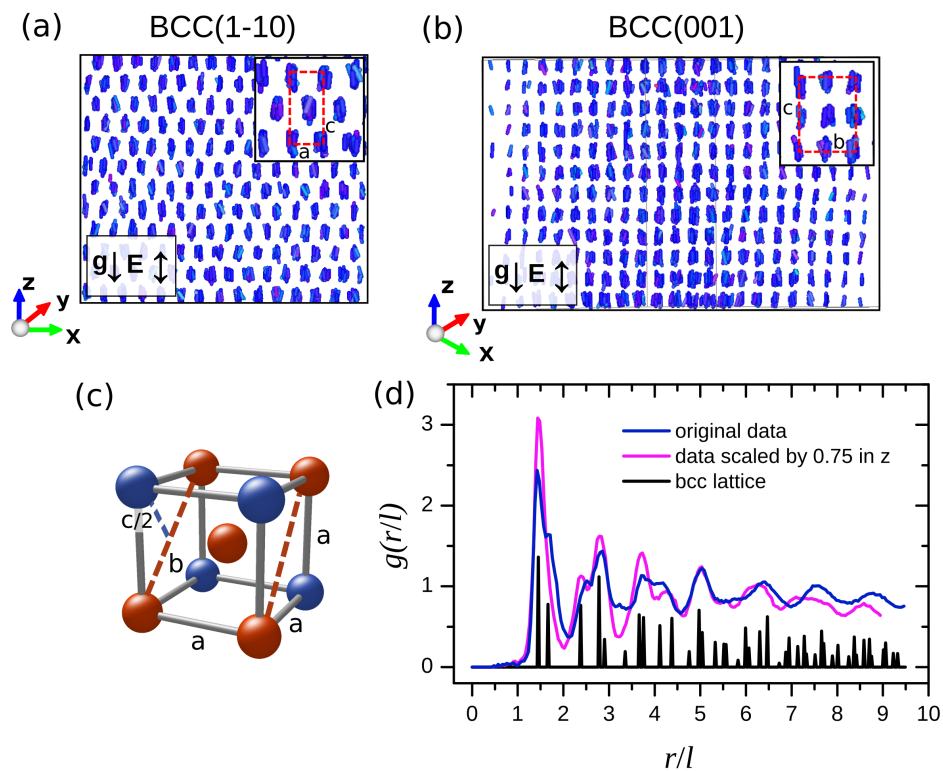 (a) BCC(1-10)
c
a
g↓ E ↕
z
y
x
(b) BCC(001)
c
b
g↓ E ↕
z
y
x
(c)
c/2
b
a
a
a
(d)
g(r/l)
3
2
1
0
original data
data scaled by 0.75 in z
bcc lattice
0 1 2 3 4 5 6 7 8 9 10
r/l